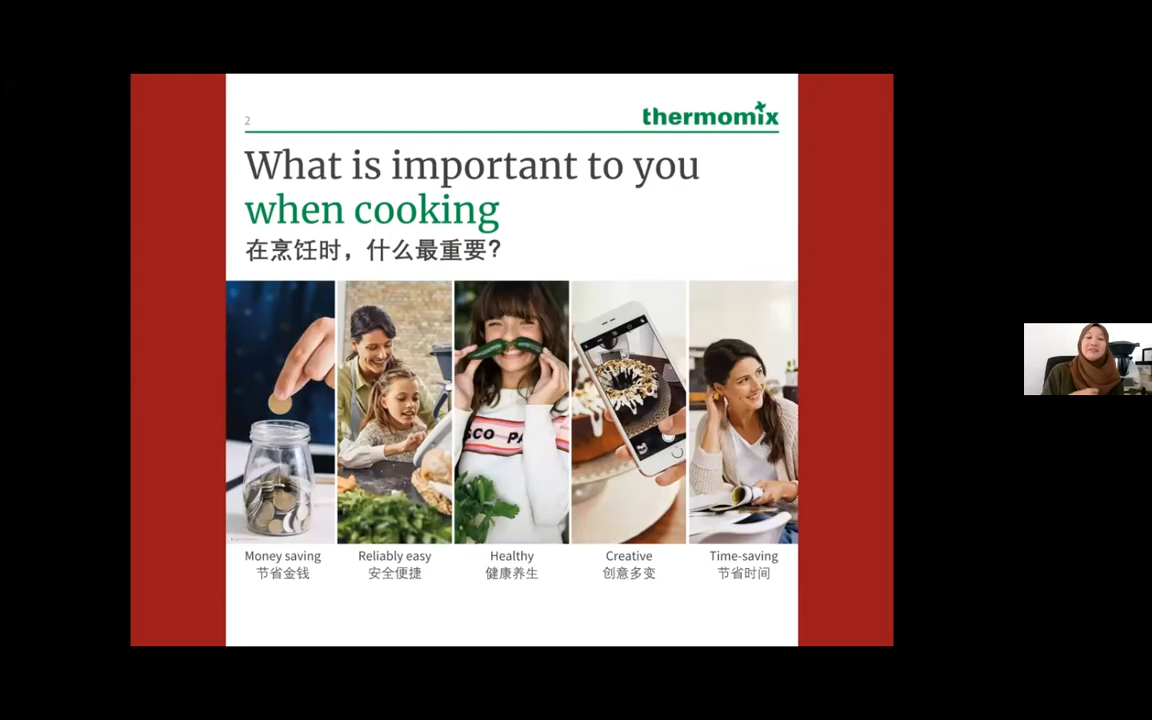 2
thermomix
What is important to you
when cooking
在烹饪时，什么最重要？
SCO PA
Money saving
节省金钱
Reliably easy
安全便捷
Healthy
健康养生
Creative
创意多变
Time-saving
节省时间